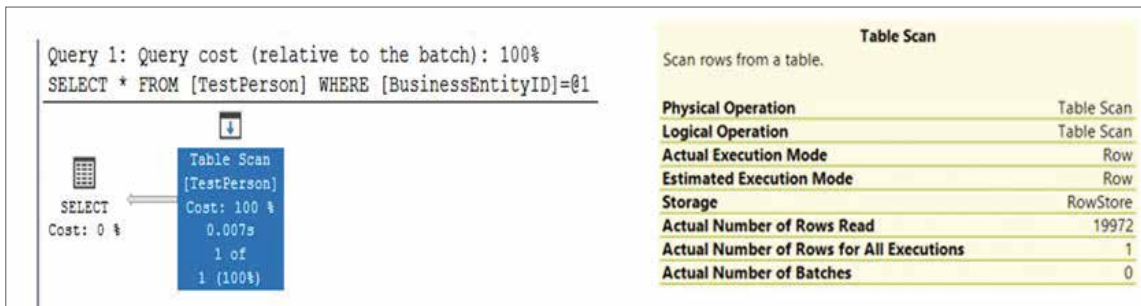 Query 1: Query cost (relative to the batch): 100%
SELECT * FROM [TestPerson] WHERE [BusinessEntityID]=@1
SELECT
Cost: 0 %
Table Scan
[TestPerson]
Cost: 100 %
0.007s
1 of
1 (100%)
Table Scan
Scan rows from a table.
Physical Operation Table Scan
Logical Operation Table Scan
Actual Execution Mode Row
Estimated Execution Mode Row
Storage RowStore
Actual Number of Rows Read 19972
Actual Number of Rows for All Executions 1
Actual Number of Batches 0